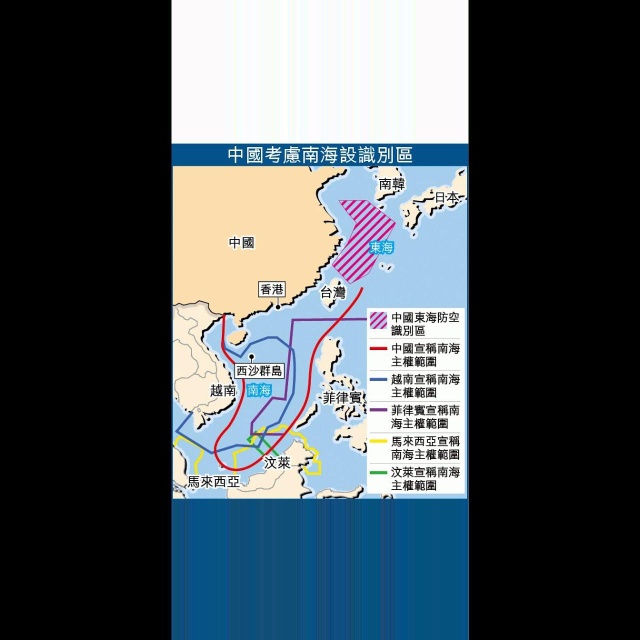 中國考慮南海設識別區
南韓
日本
中國
東海
香港
台灣
中國東海防空
識別區
中國宣稱南海
主權範圍
西沙群島
越南
南海
越南宣稱南海
主權範圍
菲律賓
菲律賓宣稱南
海主權範圍
馬來西亞宣稱
南海主權範圍
汶萊
汶萊宣稱南海
主權範圍
馬來西亞